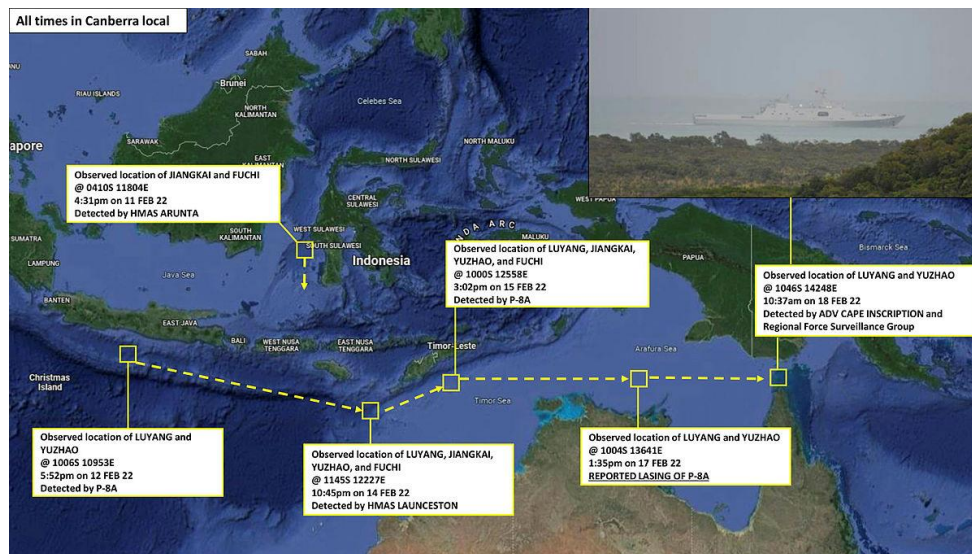 All times in Canberra local
SABAH
Brunei
RIAU ISLANDS
Celebes Sea
NORTH KALIMANTAN
SARAWAK
NORTH MALUKU
apore
EAST KALIMANTAN
NORTH SULAWESI
Observed location of JIANGKAI and FUCHI
@ 0410S 11804E
4:31pm on 11 FEB 22
Detected by HMAS ARUNTA
CENTRAL SULAWESI
WEST PAPUA
NDA ARC
MALUKU
WEST SULAWESI
SOUTH SULAWESI
SOUTH KALIMANTAN
SUMATRA
LAMPUNG
Indonesia
PAPUA
Bismarck Sea
Java Sea
Observed location of LUYANG, JIANGKAI,
YUZHAO, and FUCHI
@ 1000S 12558E
3:02pm on 15 FEB 22
Detected by P-8A
Observed location of LUYANG and YUZHAO
@ 1046S 14248E
10:37am on 18 FEB 22
Detected by ADV CAPE INSCRIPTION and
Regional Force Surveillance Group
BANTEN
EAST JAVA
BALI
WEST NUSA TENGGARA
EAST NUSA TENGGARA
Timor-Leste
Arafura Sea
Christmas Island
Timor Sea
Observed location of LUYANG and
YUZHAO
@ 1006S 10953E
5:52pm on 12 FEB 22
Detected by P-8A
Observed location of LUYANG, JIANGKAI,
YUZHAO, and FUCHI
@ 1145S 12227E
10:45pm on 14 FEB 22
Detected by HMAS LAUNCESTON
Observed location of LUYANG and YUZHAO
@ 1004S 13641E
1:35pm on 17 FEB 22
REPORTED LASING OF P-8A